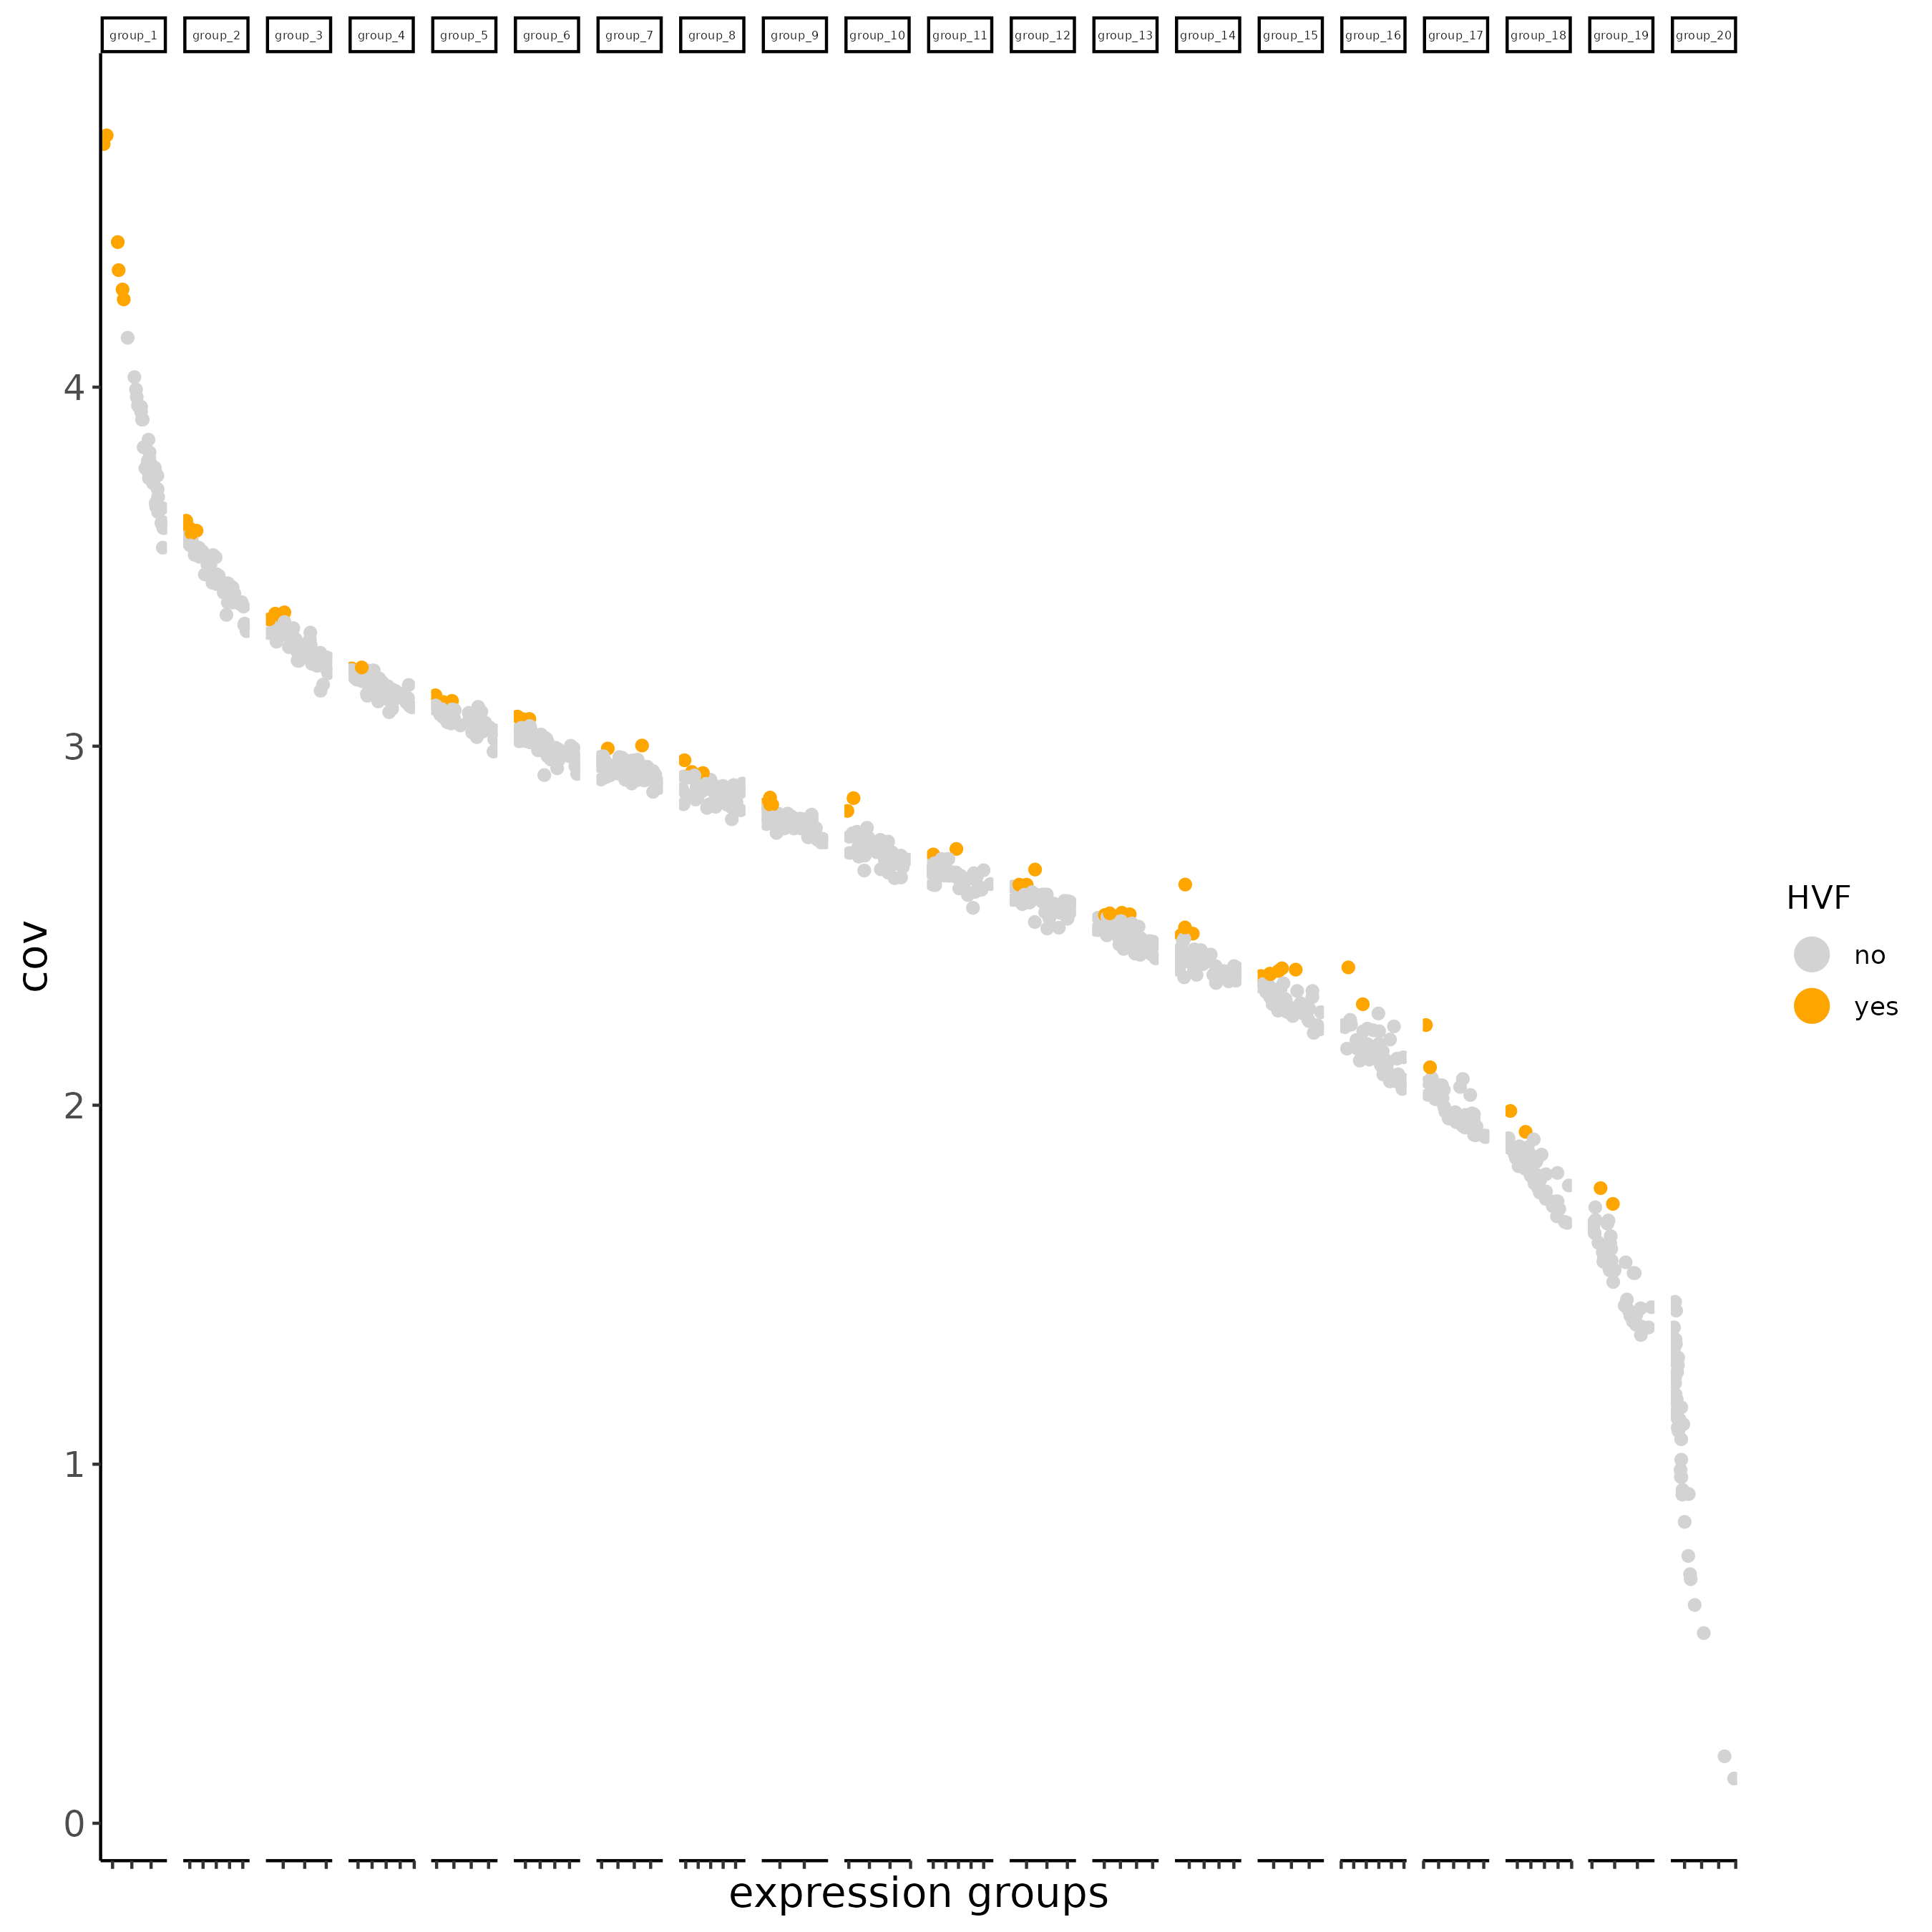 group_1 group_2 group_3 group_4 group_5 group_6 group_7 group_8 group_9 group_10 group_11 group_12 group_13 group_14 group_15 group_16 group_17 group_18 group_19 group_20
4
3
2
1
0
cov
expression groups
HVF
no
yes